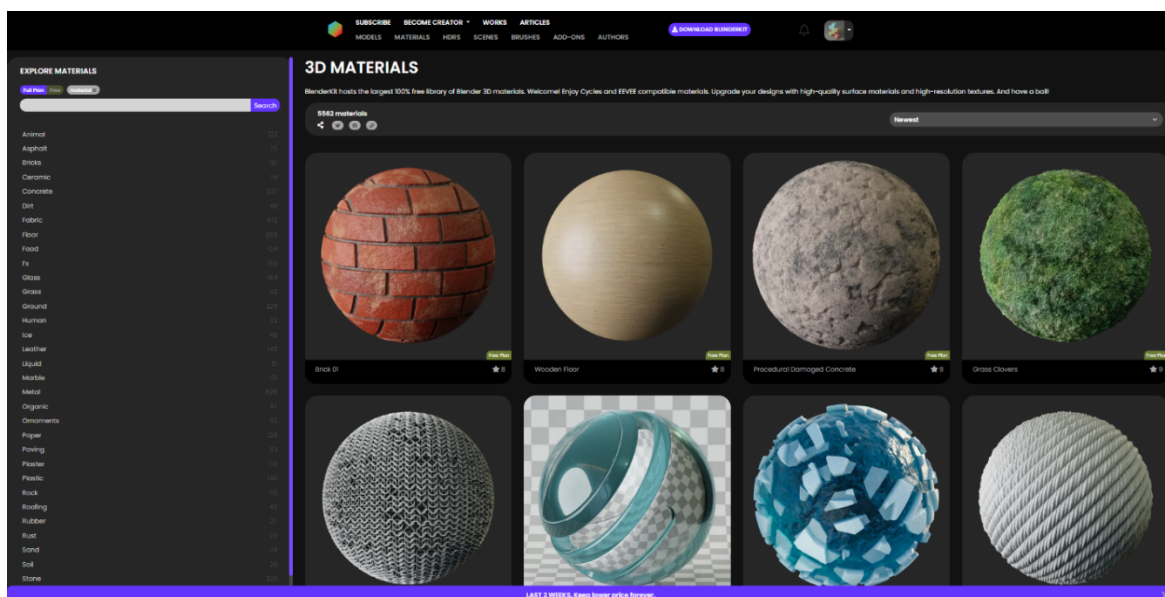 SUBSCRIBE BECOME CREATOR WORKS ARTICLES
MODELS MATERIALS HDRS SCENES BRUSHES ADD-ONS AUTHORS
DOWNLOAD BLENDERKIT
EXPLORE MATERIALS
Full Plan Free material
Search
Animal
Asphalt
Bricks
Ceramic
Concrete
Dirt
Fabric
Floor
Food
Fx
Glass
Grass
Ground
Human
Ice
Leather
Liquid
Marble
Metal
Organic
Ornaments
Paper
Paving
Plaster
Plastic
Rock
Roofing
Rubber
Rust
Sand
Soil
Stone
3D MATERIALS
BlenderKit hosts the largest 100% free library of Blender 3D materials. Welcome! Enjoy Cycles and EEVEE compatible materials. Upgrade your designs with high-quality surface materials and high-resolution textures. And have a ball!
5562 materials
Newest
Free Plan
Brick 01 8
Free Plan
Wooden Floor 8
Free Plan
Procedural Damaged Concrete 8
Free Plan
Grass Clovers 9
LAST 2 WEEKS. Keep lower price forever.